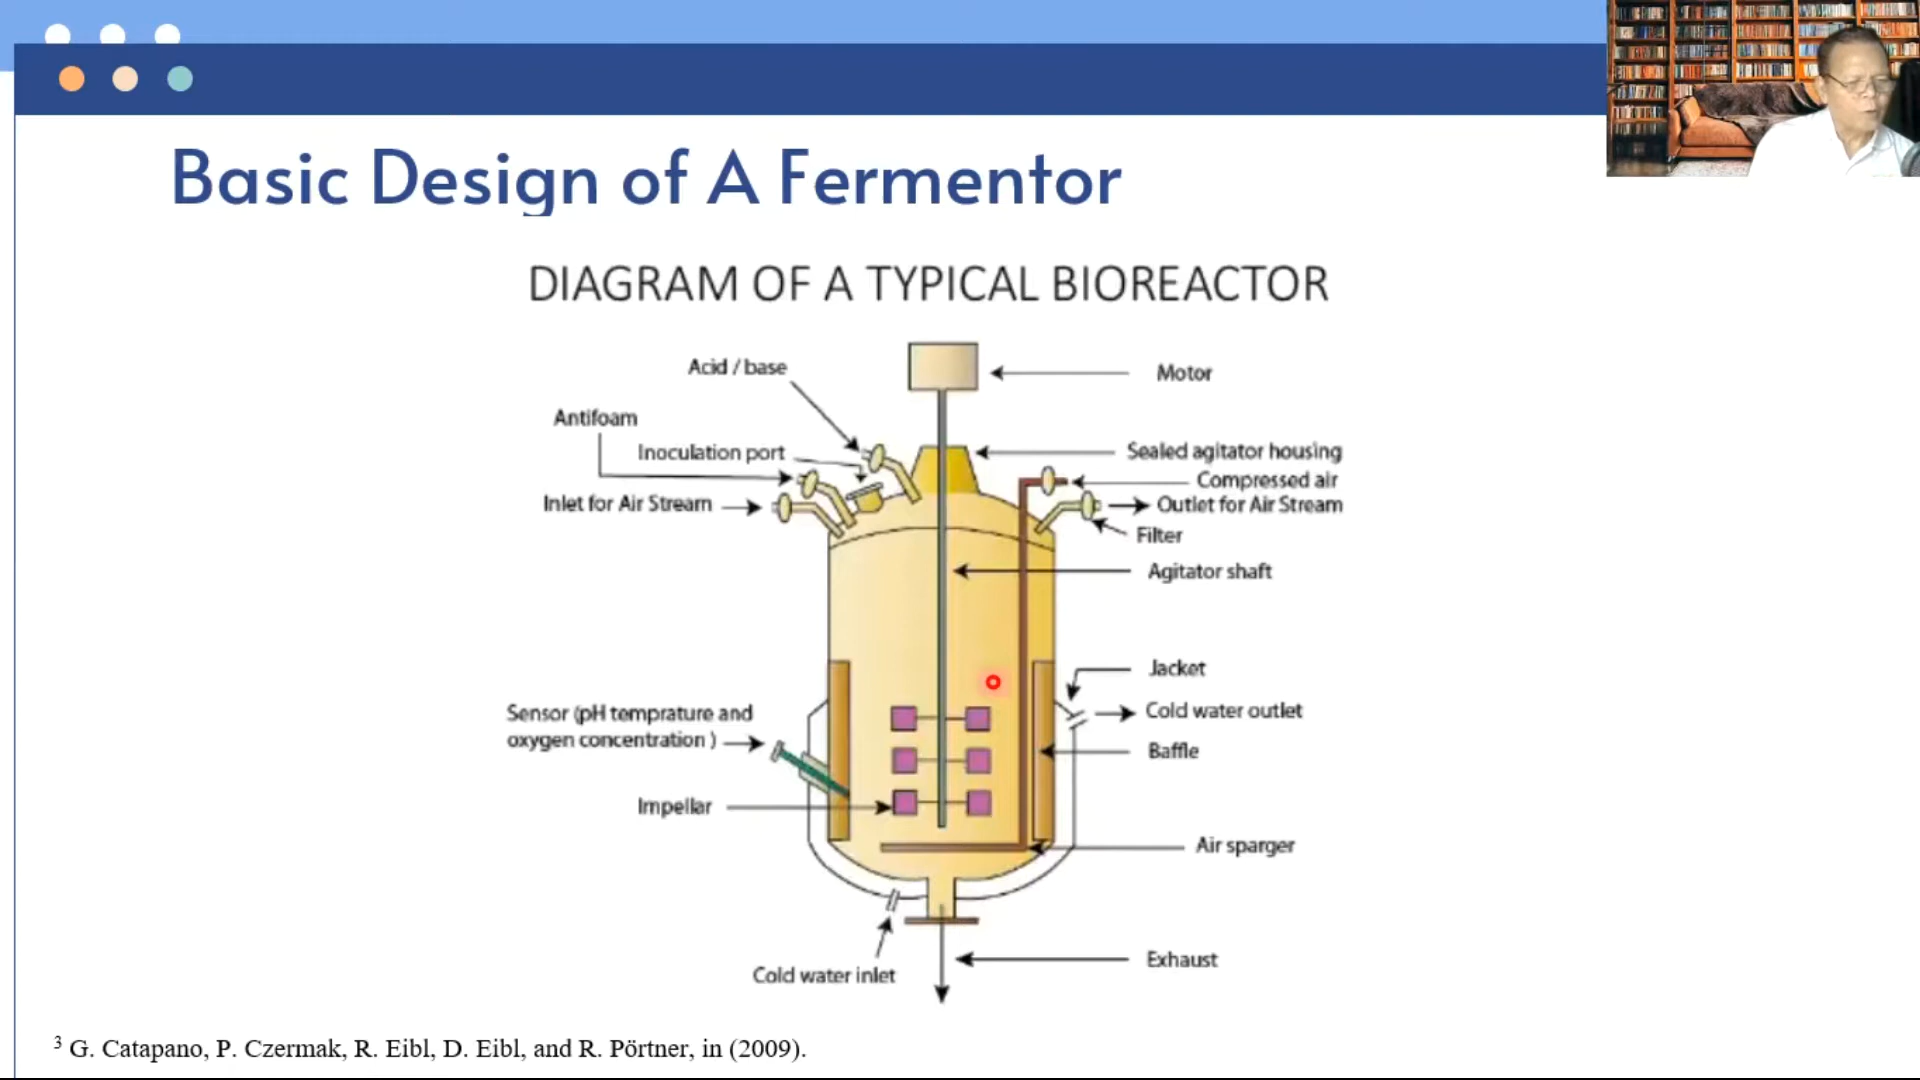 Basic Design of A Fermentor
DIAGRAM OF A TYPICAL BIOREACTOR
Acid / base
Motor
Antifoam
Inoculation port
Sealed agitator housing
Compressed air
Inlet for Air Stream
Outlet for Air Stream
Filter
Agitator shaft
Jacket
Sensor (pH temprature and
oxygen concentration )
Cold water outlet
Baffle
Impellar
Air sparger
Exhaust
Cold water inlet
3 G. Catapano, P. Czermak, R. Eibl, D. Eibl, and R. Pörtner, in (2009).